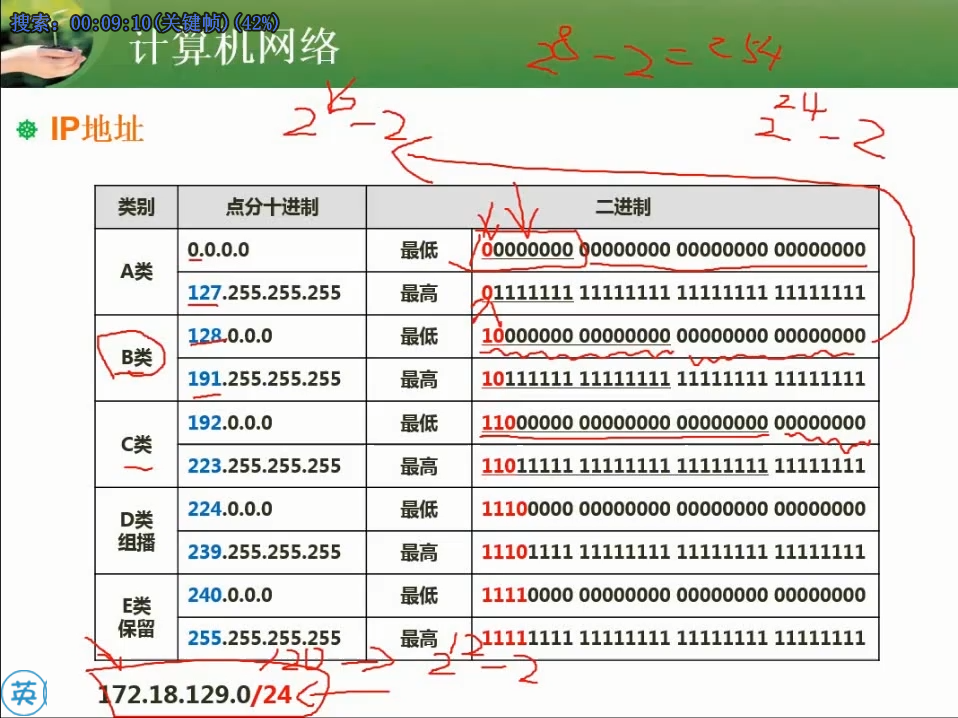 搜索：00:09:10(关键帧)(42%)
计算机网络
2^8-2=254
2^16-2
2^24-2
IP地址
类别 点分十进制 二进制
A类
0.0.0.0 最低 00000000 00000000 00000000 00000000
127.255.255.255 最高 01111111 11111111 11111111 11111111
B类
128.0.0.0 最低 10000000 00000000 00000000 00000000
191.255.255.255 最高 10111111 11111111 11111111 11111111
C类
192.0.0.0 最低 11000000 00000000 00000000 00000000
223.255.255.255 最高 11011111 11111111 11111111 11111111
D类
组播
224.0.0.0 最低 11100000 00000000 00000000 00000000
239.255.255.255 最高 11101111 11111111 11111111 11111111
E类
保留
240.0.0.0 最低 11110000 00000000 00000000 00000000
255.255.255.255 最高 11111111 11111111 11111111 11111111
/20 → 2^12-2
172.18.129.0/24
英